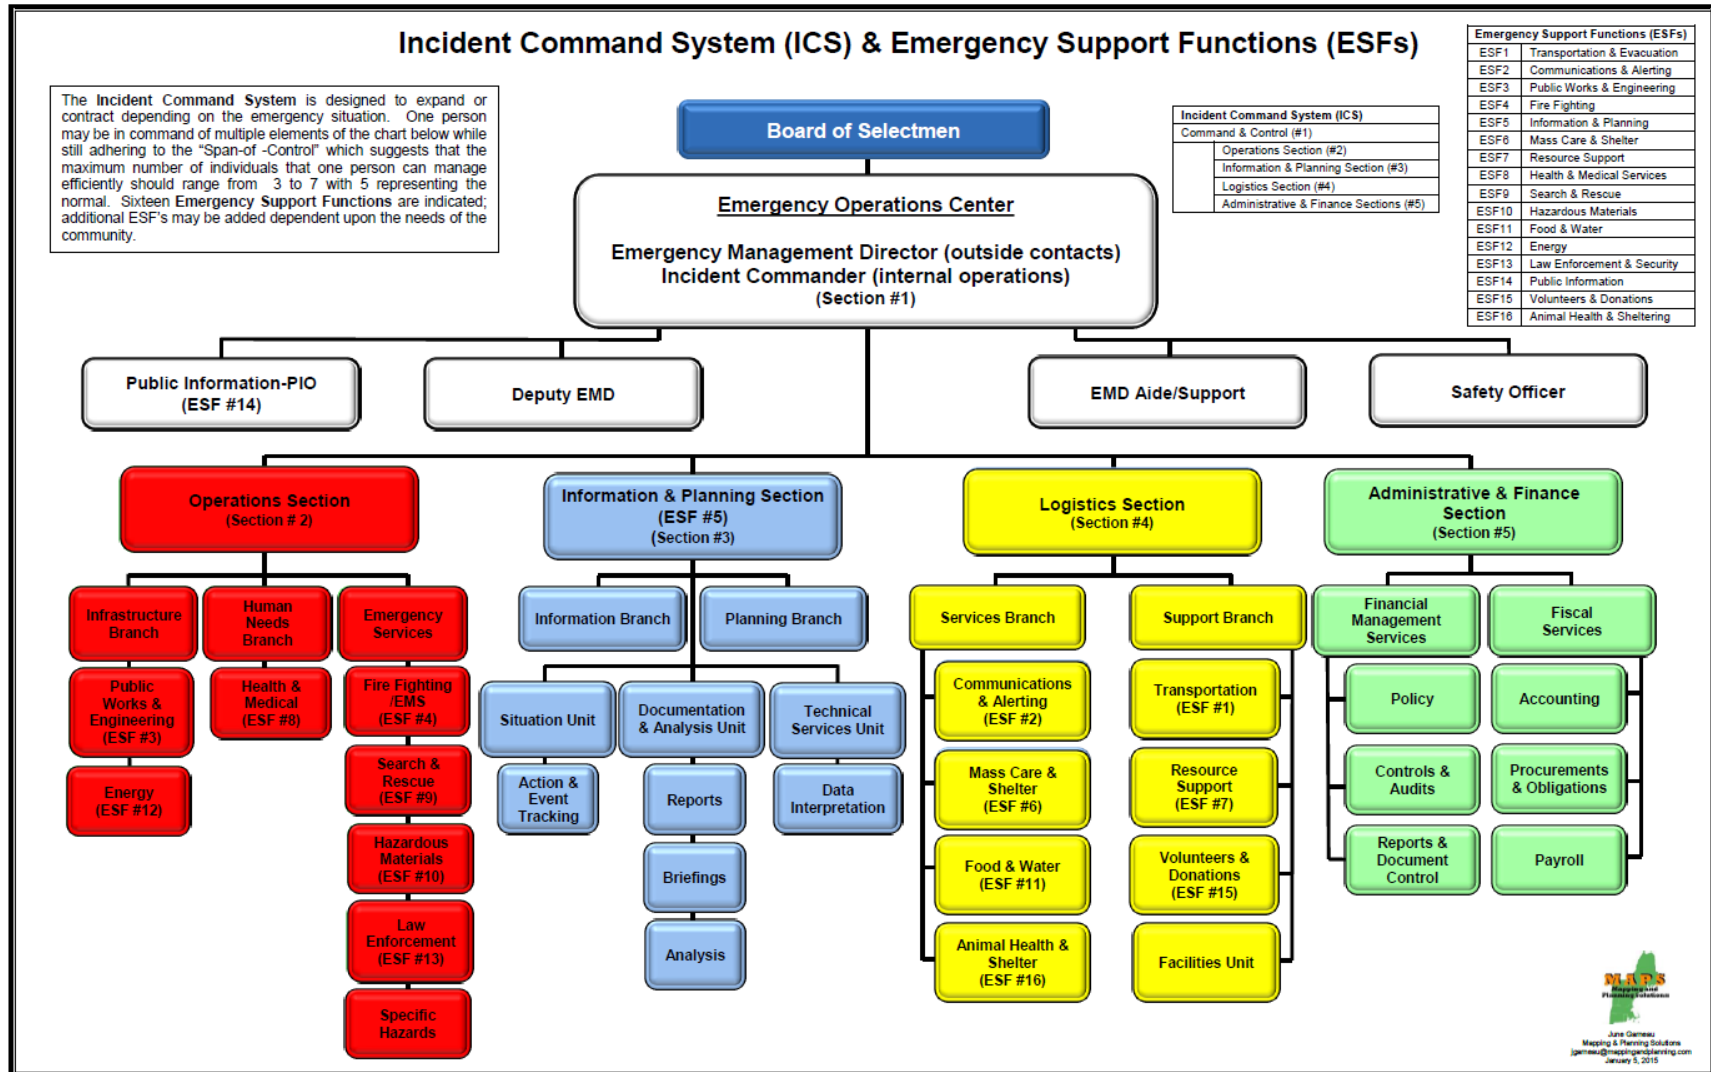 Incident Command System (ICS) & Emergency Support Functions (ESFs)
The Incident Command System is designed to expand or
contract depending on the emergency situation. One person
may be in command of multiple elements of the chart below while
still adhering to the “Span-of -Control” which suggests that the
maximum number of individuals that one person can manage
efficiently should range from 3 to 7 with 5 representing the
normal. Sixteen Emergency Support Functions are indicated;
additional ESF's may be added dependent upon the needs of the
community.
Board of Selectmen
Emergency Operations Center
Emergency Management Director (outside contacts)
Incident Commander (internal operations)
(Section #1)
Incident Command System (ICS)
Command & Control (#1)
Operations Section (#2)
Information & Planning Section (#3)
Logistics Section (#4)
Administrative & Finance Sections (#5)
Emergency Support Functions (ESFs)
ESF1 Transportation & Evacuation
ESF2 Communications & Alerting
ESF3 Public Works & Engineering
ESF4 Fire Fighting
ESF5 Information & Planning
ESF6 Mass Care & Shelter
ESF7 Resource Support
ESF8 Health & Medical Services
ESF9 Search & Rescue
ESF10 Hazardous Materials
ESF11 Food & Water
ESF12 Energy
ESF13 Law Enforcement & Security
ESF14 Public Information
ESF15 Volunteers & Donations
ESF16 Animal Health & Sheltering
Public Information-PIO
(ESF #14)
Deputy EMD
EMD Aide/Support
Safety Officer
Operations Section
(Section # 2)
Infrastructure
Branch
Public
Works &
Engineering
(ESF #3)
Energy
(ESF #12)
Human
Needs
Branch
Health &
Medical
(ESF #8)
Emergency
Services
Fire Fighting
/EMS
(ESF #4)
Search &
Rescue
(ESF #9)
Hazardous
Materials
(ESF #10)
Law
Enforcement
(ESF #13)
Specific
Hazards
Information & Planning Section
(ESF #5)
(Section #3)
Information Branch
Planning Branch
Situation Unit
Action &
Event
Tracking
Documentation
& Analysis Unit
Reports
Briefings
Analysis
Technical
Services Unit
Data
Interpretation
Logistics Section
(Section #4)
Services Branch
Communications
& Alerting
(ESF #2)
Mass Care &
Shelter
(ESF #6)
Food & Water
(ESF #11)
Animal Health &
Shelter
(ESF #16)
Support Branch
Transportation
(ESF #1)
Resource
Support
(ESF #7)
Volunteers &
Donations
(ESF #15)
Facilities Unit
Administrative & Finance
Section
(Section #5)
Financial
Management
Services
Policy
Controls &
Audits
Reports &
Document
Control
Fiscal
Services
Accounting
Procurements
& Obligations
Payroll
MAPS
Mapping and
Planning Solutions
June Garneau
Mapping & Planning Solutions
jgarneau@mappingandplanning.com
January 5, 2015